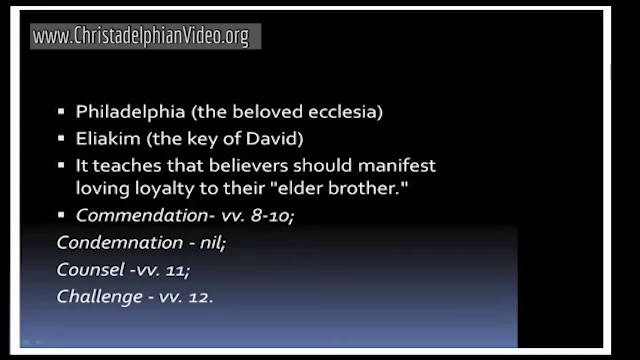 www.ChristadelphianVideo.org
▪ Philadelphia (the beloved ecclesia)
▪ Eliakim (the key of David)
▪ It teaches that believers should manifest
loving loyalty to their "elder brother."
▪ Commendation- vv. 8-10;
Condemnation - nil;
Counsel -vv. 11;
Challenge - vv. 12.